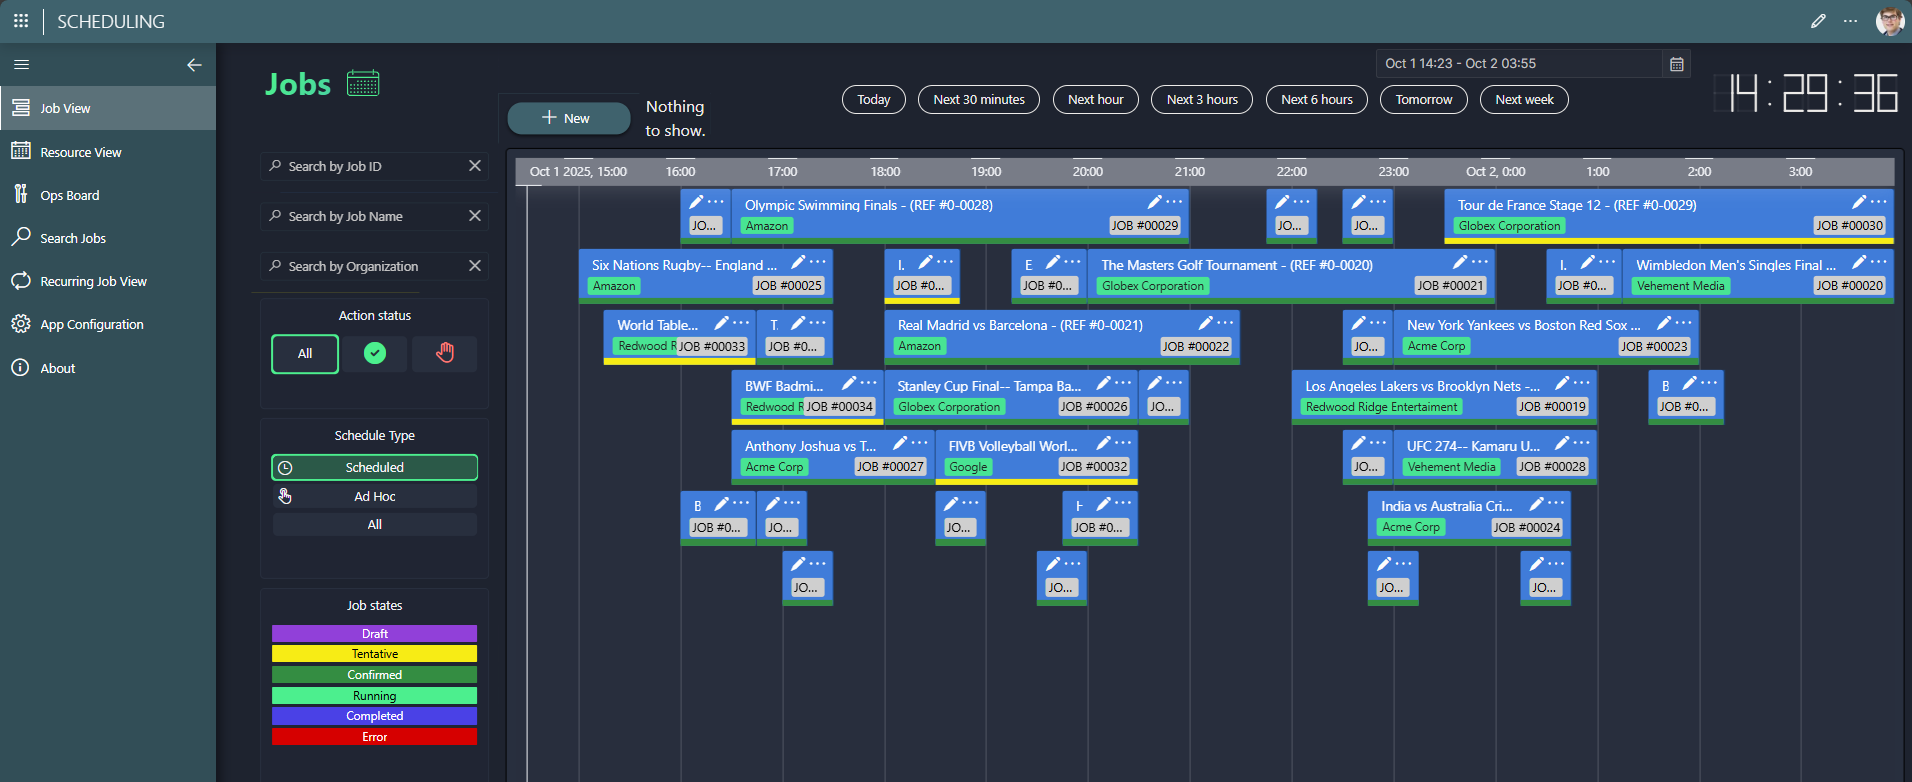 SCHEDULING
Job View
Resource View
Ops Board
Search Jobs
Recurring Job View
App Configuration
About
Jobs
Search by Job ID
Search by Job Name
Search by Organization
Action status
All
Schedule Type
Scheduled
Ad Hoc
All
Job states
Draft
Tentative
Confirmed
Running
Completed
Error
New
Nothing
to show.
Oct 1 14:23 - Oct 2 03:55
Today
Next 30 minutes
Next hour
Next 3 hours
Next 6 hours
Tomorrow
Next week
14:29:36
Oct 1 2025, 15:00 16:00 17:00 18:00 19:00 20:00 21:00 22:00 23:00 Oct 2, 0:00 1:00 2:00 3:00
JO...
Olympic Swimming Finals - (REF #0-0028)
Amazon JOB #00029
JO...
JO...
Tour de France Stage 12 - (REF #0-0029)
Globex Corporation JOB #00030
Six Nations Rugby-- England ...
Amazon JOB #00025
I.
JOB #0...
E
JOB #0...
The Masters Golf Tournament - (REF #0-0020)
Globex Corporation JOB #00021
I.
JOB #0...
Wimbledon Men's Singles Final ...
Vehement Media JOB #00020
World Table...
Redwood R JOB #00033
T.
JOB #0...
Real Madrid vs Barcelona - (REF #0-0021)
Amazon JOB #00022
JO...
New York Yankees vs Boston Red Sox ...
Acme Corp JOB #00023
BWF Badmi...
Redwood R JOB #00034
Stanley Cup Final-- Tampa Ba...
Globex Corporation JOB #00026
JO...
Los Angeles Lakers vs Brooklyn Nets -...
Redwood Ridge Entertaiment JOB #00019
B
JOB #0...
Anthony Joshua vs T...
Acme Corp JOB #00027
FIVB Volleyball Worl...
Google JOB #00032
JO...
UFC 274-- Kamaru U...
Vehement Media JOB #00028
B
JOB #0...
JO...
JO...
JOB #0...
India vs Australia Cri...
Acme Corp JOB #00024
JO...
JO...
JO...
JO...